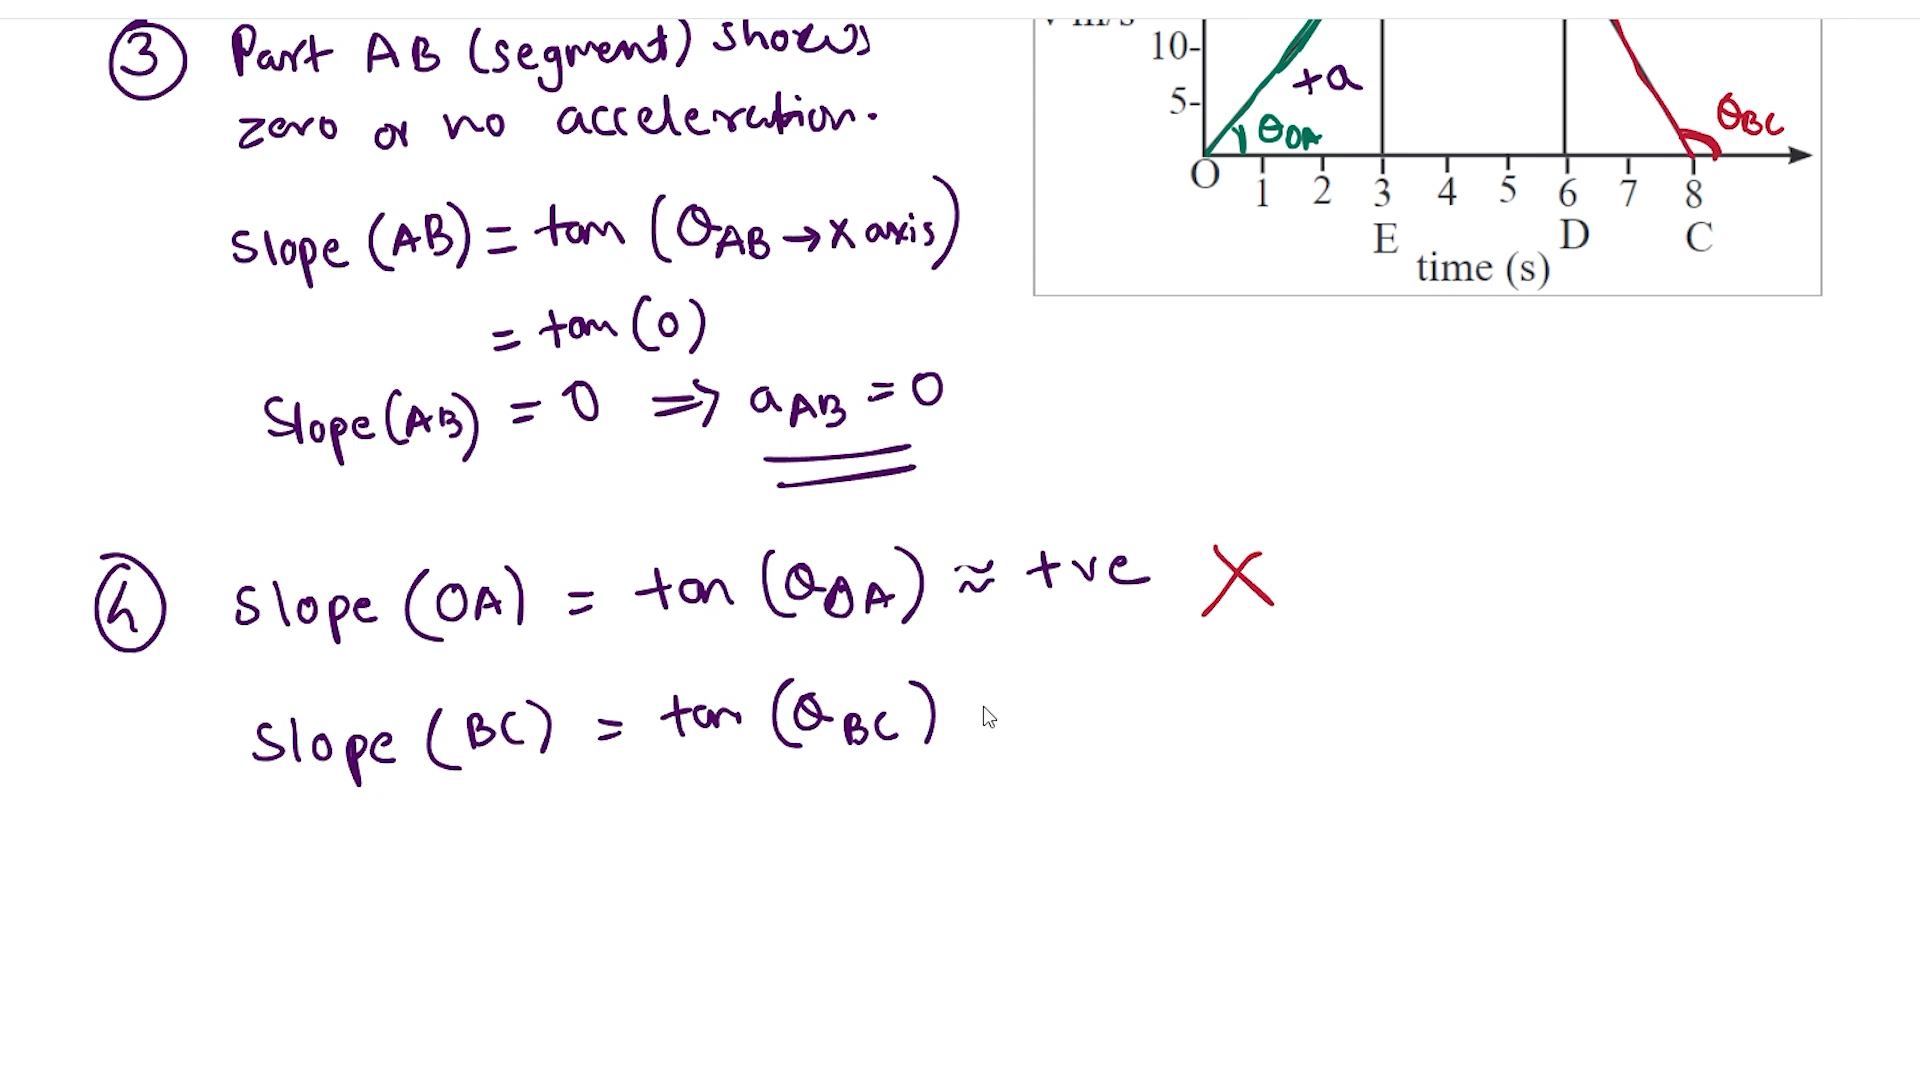 ③ Part AB (segment) shows
zero or no acceleration.
Slope (AB) = tan (θAB → x axis)
= tan (0)
Slope (AB) = 0 ⇒ aAB = 0
④ Slope (OA) = tan (θOA) ≈ +ve X
Slope (BC) = tan (θBC)
10-
5-
+a
θOA
θBC
O 1 2 3 4 5 6 7 8
E D C
time (s)